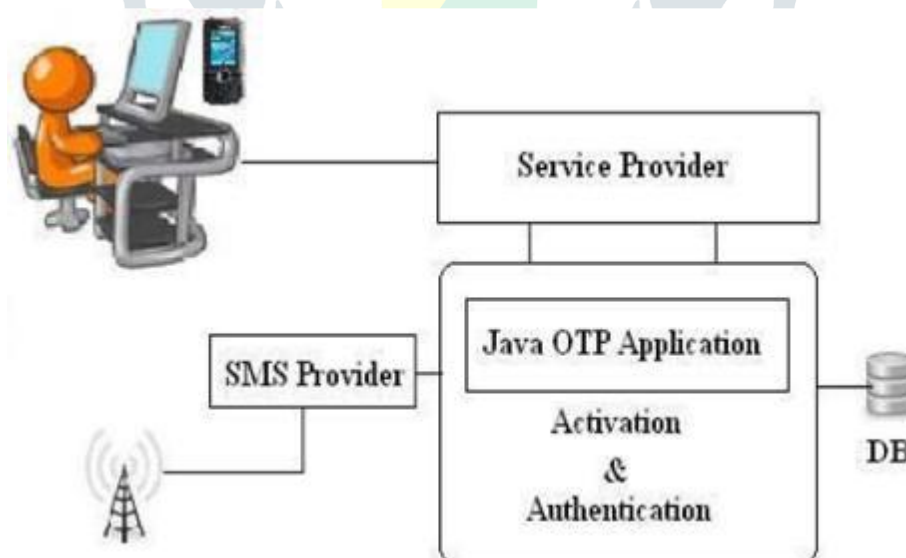 Service Provider
Java OTP Application
SMS Provider
Activation
&
Authentication
DB